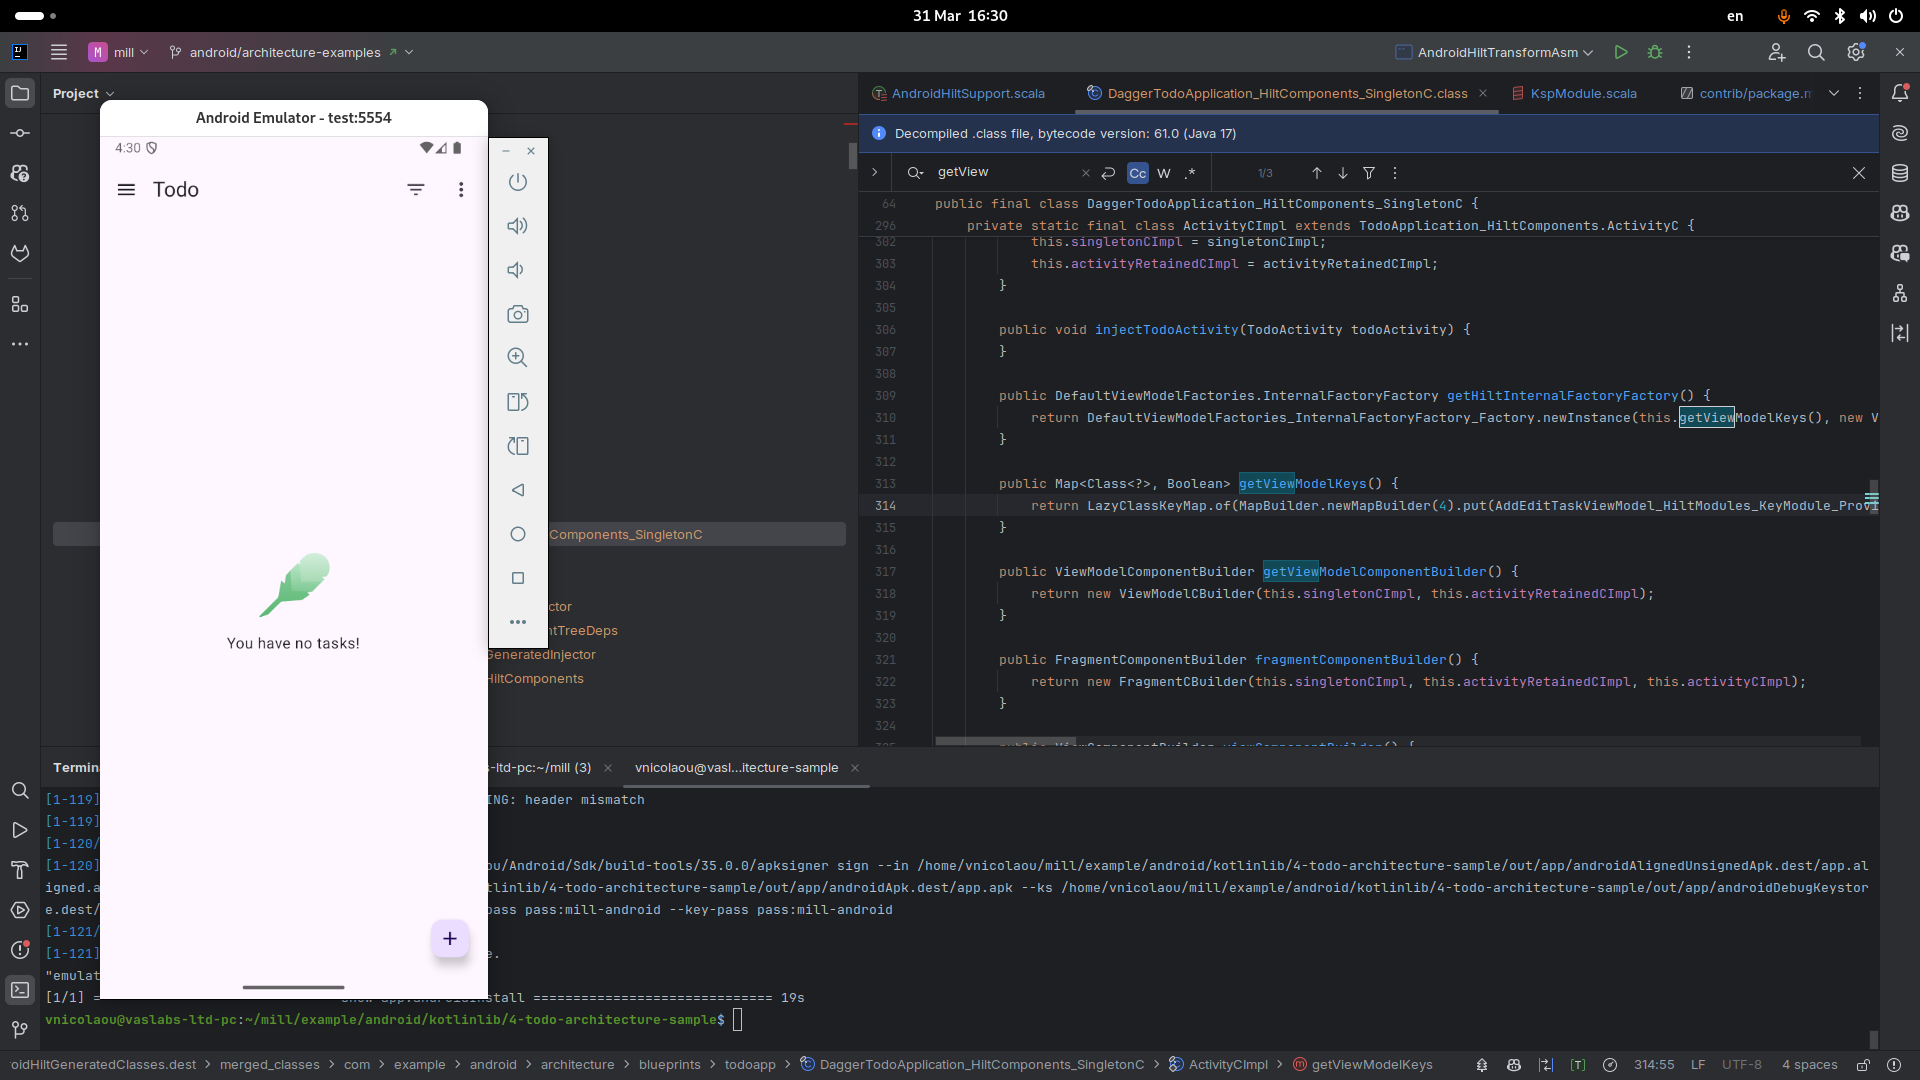 31 Mar 16:30
en
M mill
android/architecture-examples
AndroidHiltTransformAsm
Project
AndroidHiltSupport.scala
DaggerTodoApplication_HiltComponents_SingletonC.class
KspModule.scala
contrib/package.m
Android Emulator - test:5554
4:30
Todo
You have no tasks!
Components_SingletonC
ctor
ntTreeDeps
GeneratedInjector
HiltComponents
Decompiled .class file, bytecode version: 61.0 (Java 17)
getView
Cc W .*
1/3
64 public final class DaggerTodoApplication_HiltComponents_SingletonC {
296 private static final class ActivityCImpl extends TodoApplication_HiltComponents.ActivityC {
302 this.singletonCImpl = singletonCImpl;
303 this.activityRetainedCImpl = activityRetainedCImpl;
304 }
305
306 public void injectTodoActivity(TodoActivity todoActivity) {
307 }
308
309 public DefaultViewModelFactories.InternalFactoryFactory getHiltInternalFactoryFactory() {
310 return DefaultViewModelFactories_InternalFactoryFactory_Factory.newInstance(this.getViewModelKeys(), new V
311 }
312
313 public Map<Class<?>, Boolean> getViewModelKeys() {
314 return LazyClassKeyMap.of(MapBuilder.newMapBuilder(4).put(AddEditTaskViewModel_HiltModules_KeyModule_Provi
315 }
316
317 public ViewModelComponentBuilder getViewModelComponentBuilder() {
318 return new ViewModelCBuilder(this.singletonCImpl, this.activityRetainedCImpl);
319 }
320
321 public FragmentComponentBuilder fragmentComponentBuilder() {
322 return new FragmentCBuilder(this.singletonCImpl, this.activityRetainedCImpl, this.activityCImpl);
323 }
324
Termin
s-ltd-pc:~/mill (3)
vnicolaou@vasl...itecture-sample
[1-119] ING: header mismatch
[1-119]
[1-120/
[1-120] ou/Android/Sdk/build-tools/35.0.0/apksigner sign --in /home/vnicolaou/mill/example/android/kotlinlib/4-todo-architecture-sample/out/app/androidAlignedUnsignedApk.dest/app.al
igned.a tlinlib/4-todo-architecture-sample/out/app/androidApk.dest/app.apk --ks /home/vnicolaou/mill/example/android/kotlinlib/4-todo-architecture-sample/out/app/androidDebugKeystor
e.dest/ pass pass:mill-android --key-pass pass:mill-android
[1-121/
[1-121] e.
"emulat
[1/1] = stall ============================== 19s
vnicolaou@vaslabs-ltd-pc:~/mill/example/android/kotlinlib/4-todo-architecture-sample$
oidHiltGeneratedClasses.dest > merged_classes > com > example > android > architecture > blueprints > todoapp > DaggerTodoApplication_HiltComponents_SingletonC > ActivityCImpl > getViewModelKeys
314:55 LF UTF-8 4 spaces